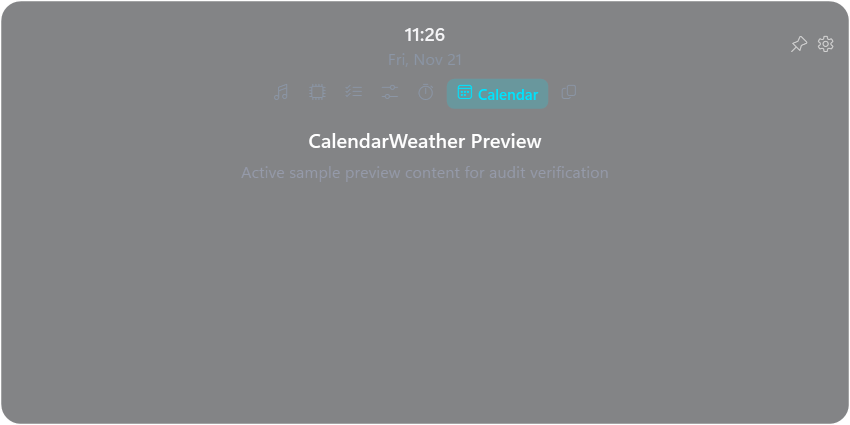 11:26
Fri, Nov 21
Calendar
CalendarWeather Preview
Active sample preview content for audit verification